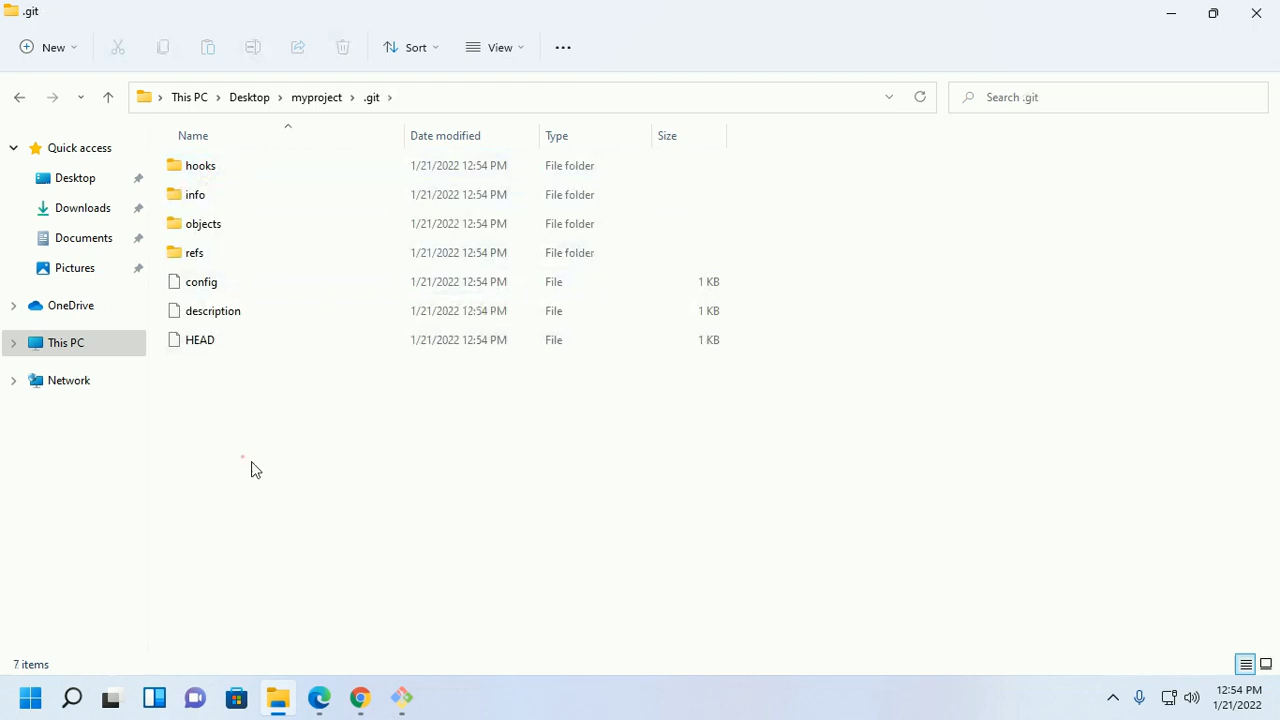 .git
New
Sort
View
This PC
Desktop
myproject
.git
Search .git
Name
Date modified
Type
Size
Quick access
Desktop
Downloads
Documents
Pictures
OneDrive
This PC
Network
hooks 1/21/2022 12:54 PM File folder
info 1/21/2022 12:54 PM File folder
objects 1/21/2022 12:54 PM File folder
refs 1/21/2022 12:54 PM File folder
config 1/21/2022 12:54 PM File 1 KB
description 1/21/2022 12:54 PM File 1 KB
HEAD 1/21/2022 12:54 PM File 1 KB
7 items
12:54 PM
1/21/2022